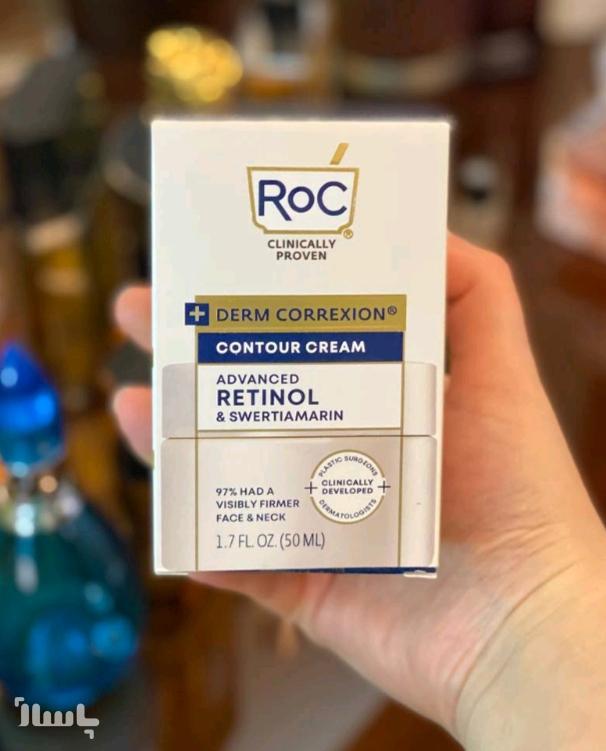 RoC®
CLINICALLY
PROVEN
+ DERM CORREXION®
CONTOUR CREAM
ADVANCED
RETINOL
& SWERTIAMARIN
97% HAD A
VISIBLY FIRMER
FACE & NECK
PLASTIC SURGEONS
+ CLINICALLY +
DEVELOPED
DERMATOLOGISTS
1.7 FL. OZ. (50 ML)
پاساژ